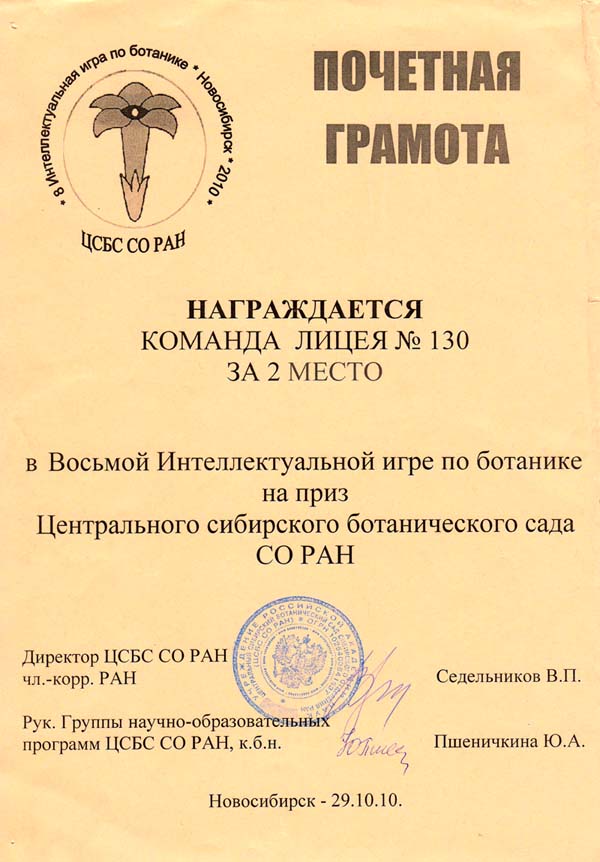 * 8 Интеллектуальная игра по ботанике * Новосибирск * 2010 *
ЦСБС СО РАН
ПОЧЕТНАЯ
ГРАМОТА
НАГРАЖДАЕТСЯ
КОМАНДА ЛИЦЕЯ № 130
ЗА 2 МЕСТО
в Восьмой Интеллектуальной игре по ботанике
на приз
Центрального сибирского ботанического сада
СО РАН
Директор ЦСБС СО РАН
чл.-корр. РАН
Седельников В.П.
Рук. Группы научно-образовательных
программ ЦСБС СО РАН, к.б.н.
Пшеничкина Ю.А.
Новосибирск - 29.10.10.